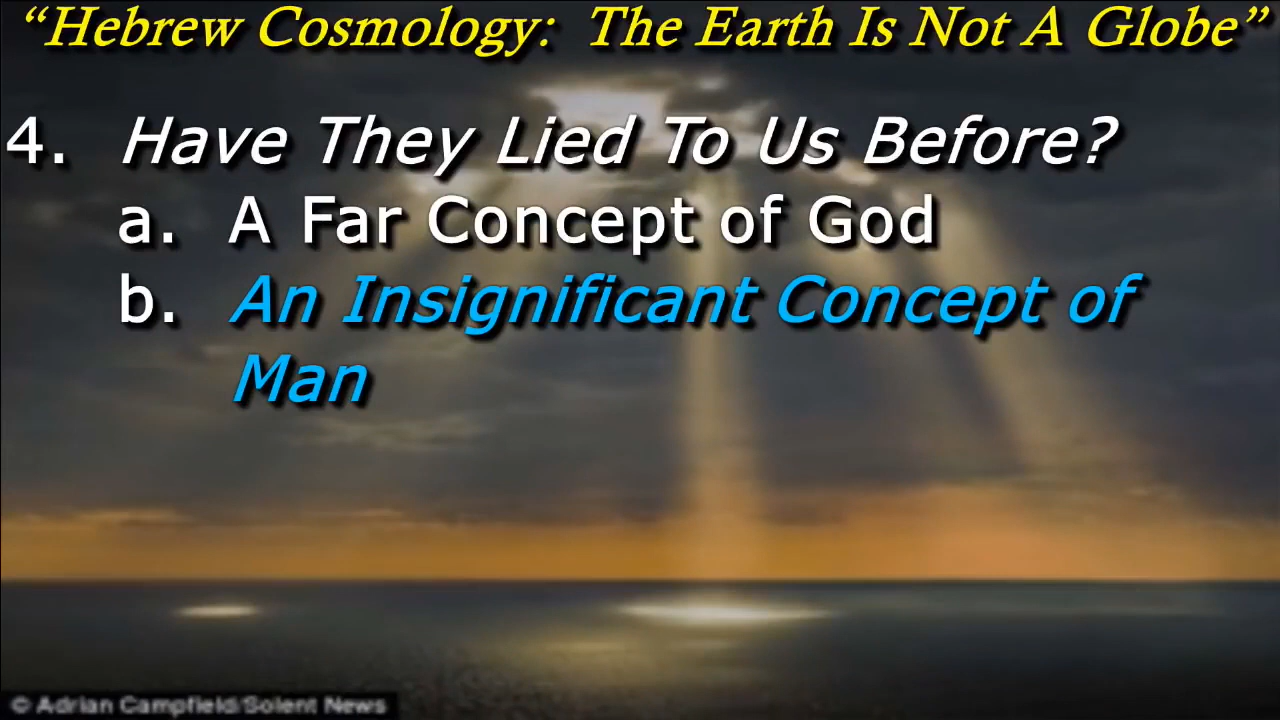 “Hebrew Cosmology: The Earth Is Not A Globe”
4. Have They Lied To Us Before?
a. A Far Concept of God
b. An Insignificant Concept of
Man
© Adrian Campfield/Solent News